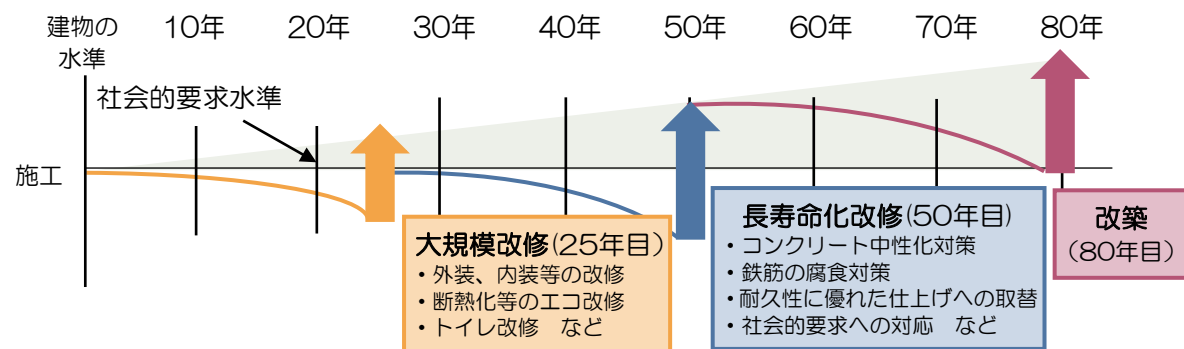 建物の
水準
10年
20年
30年
40年
50年
60年
70年
80年
社会的要求水準
施工
大規模改修(25年目)
・外装、内装等の改修
・断熱化等のエコ改修
・トイレ改修　など
長寿命化改修(50年目)
・コンクリート中性化対策
・鉄筋の腐食対策
・耐久性に優れた仕上げへの取替
・社会的要求への対応　など
改築
(80年目)